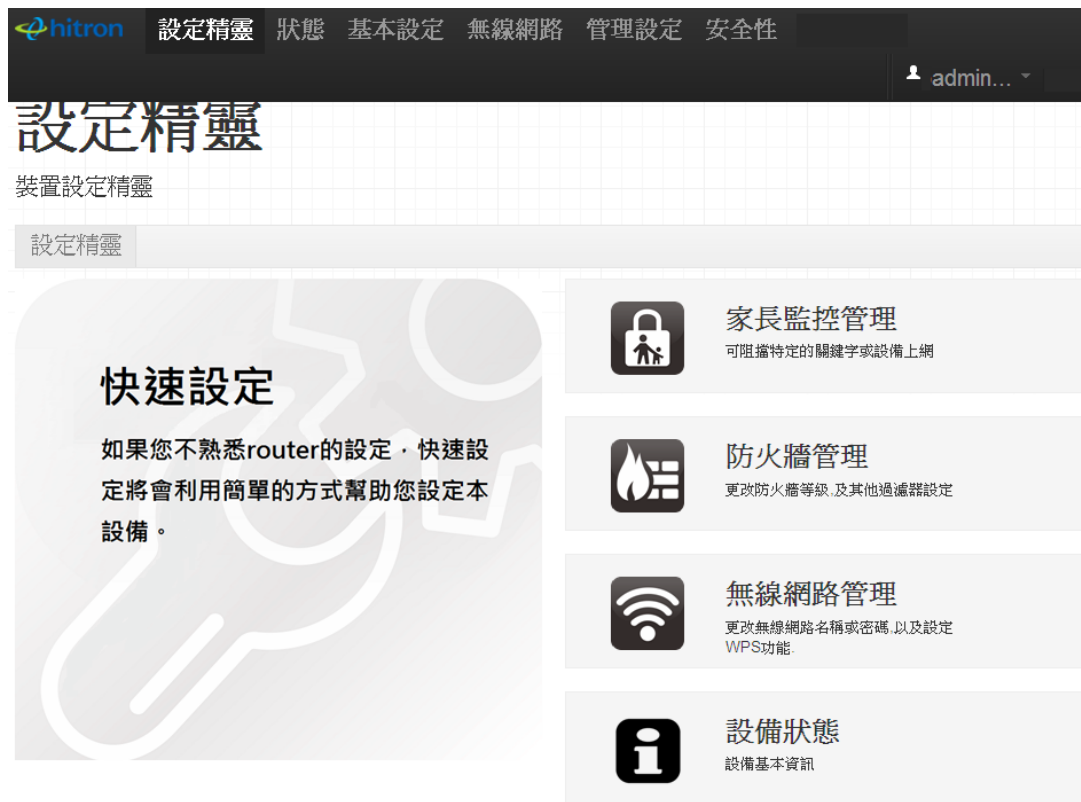 hitron 設定精靈 狀態 基本設定 無線網路 管理設定 安全性
admin...
設定精靈
裝置設定精靈
設定精靈
快速設定
如果您不熟悉router的設定，快速設
定將會利用簡單的方式幫助您設定本
設備。
家長監控管理
可阻擋特定的關鍵字或設備上網
防火牆管理
更改防火牆等級,及其他過濾器設定
無線網路管理
更改無線網路名稱或密碼,以及設定
WPS功能.
設備狀態
設備基本資訊